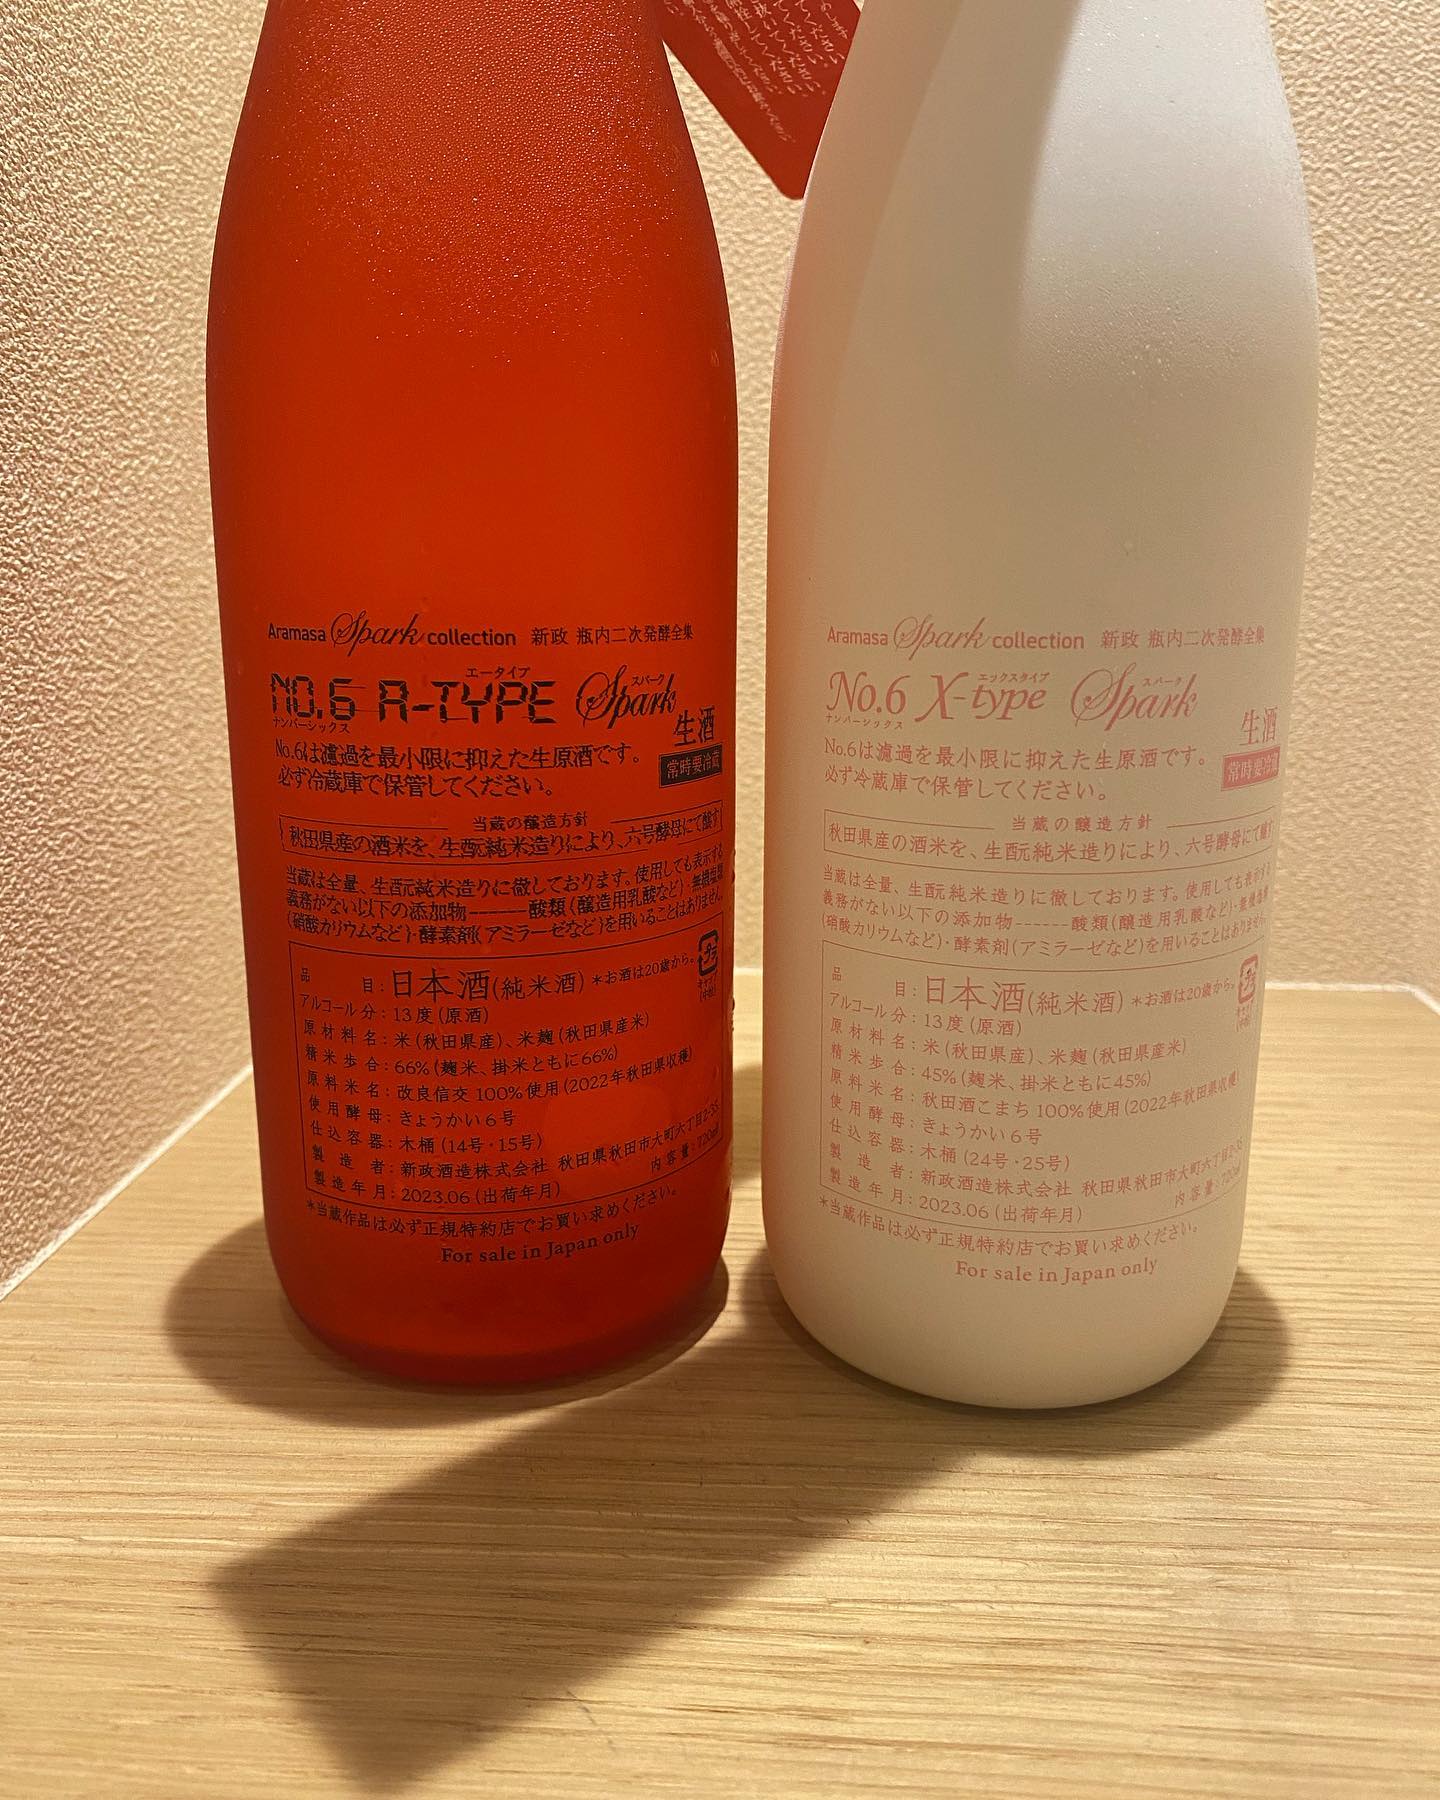 Aramasa Spark collection 新政 瓶内二次発酵全集
エータイプ スパーク
NO.6 A-TYPE Spark
ナンバーシックス
生酒
No.6は濾過を最小限に抑えた生原酒です。
必ず冷蔵庫で保管してください。
常時要冷蔵
当蔵の醸造方針
秋田県産の酒米を、生酛純米造りにより、六号酵母にて醸す
当蔵は全量、生酛純米造りに徹しております。使用しても表示する
義務がない以下の添加物------酸類(醸造用乳酸など)・無機塩類
(硝酸カリウムなど)・酵素剤(アミラーゼなど)を用いることはありません。
品目：日本酒(純米酒) *お酒は20歳から。
プラ
アルコール分：13度(原酒)
原材料名：米(秋田県産)、米麹(秋田県産米)
精米歩合：66%(麹米、掛米ともに66%)
原料米名：改良信交 100%使用(2022年秋田県収穫)
使用酵母：きょうかい6号
仕込容器：木桶(14号・15号)
製造者：新政酒造株式会社 秋田県秋田市大町六丁目2-35
内容量：720ml
製造年月：2023.06(出荷年月)
*当蔵作品は必ず正規特約店でお買い求めください。
For sale in Japan only
Aramasa Spark collection 新政 瓶内二次発酵全集
エックスタイプ スパーク
No.6 X-type Spark
ナンバーシックス
生酒
No.6は濾過を最小限に抑えた生原酒です。
必ず冷蔵庫で保管してください。
常時要冷蔵
当蔵の醸造方針
秋田県産の酒米を、生酛純米造りにより、六号酵母にて醸す
当蔵は全量、生酛純米造りに徹しております。使用しても表示する
義務がない以下の添加物------酸類(醸造用乳酸など)・無機塩類
(硝酸カリウムなど)・酵素剤(アミラーゼなど)を用いることはありません。
品目：日本酒(純米酒) *お酒は20歳から。
プラ
アルコール分：13度(原酒)
原材料名：米(秋田県産)、米麹(秋田県産米)
精米歩合：45%(麹米、掛米ともに45%)
原料米名：秋田酒こまち 100%使用(2022年秋田県収穫)
使用酵母：きょうかい6号
仕込容器：木桶(24号・25号)
製造者：新政酒造株式会社 秋田県秋田市大町六丁目2-35
内容量：720ml
製造年月：2023.06(出荷年月)
*当蔵作品は必ず正規特約店でお買い求めください。
For sale in Japan only